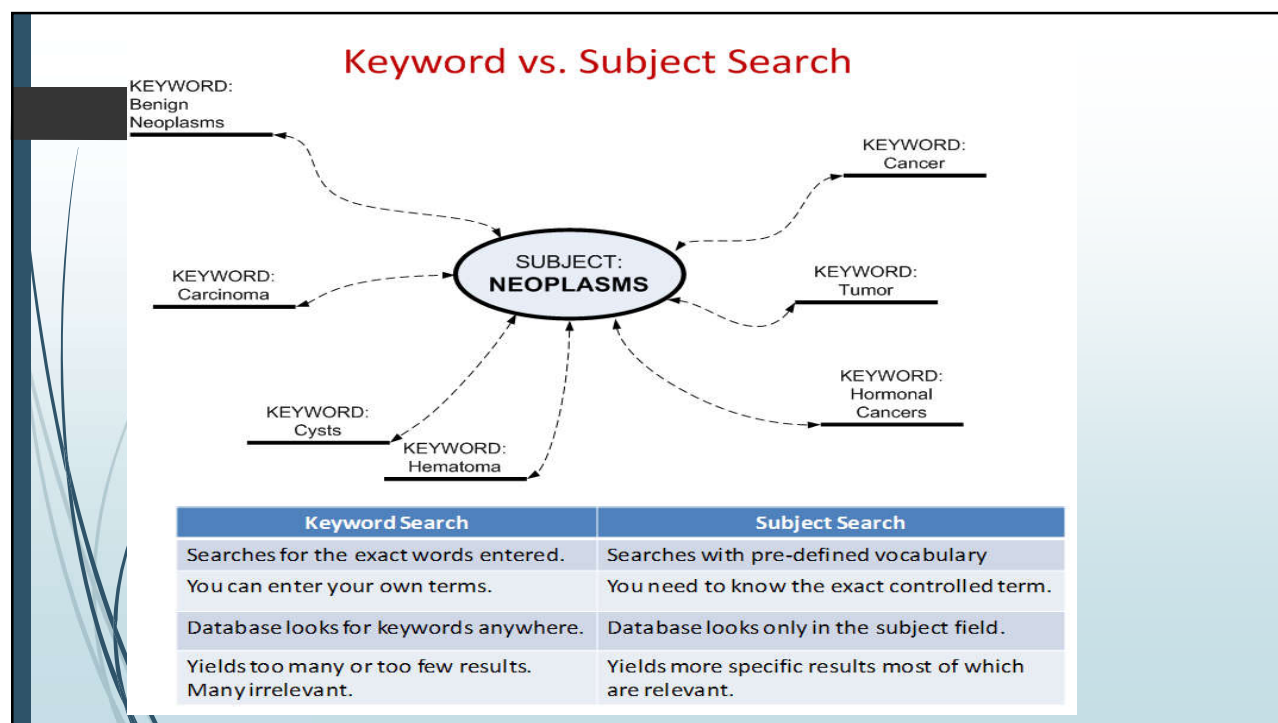 Keyword vs. Subject Search
KEYWORD:
Benign
Neoplasms
KEYWORD:
Cancer
SUBJECT:
NEOPLASMS
KEYWORD:
Carcinoma
KEYWORD:
Tumor
KEYWORD:
Hormonal
Cancers
KEYWORD:
Cysts
KEYWORD:
Hematoma
Keyword Search
Subject Search
Searches for the exact words entered.
Searches with pre-defined vocabulary
You can enter your own terms.
You need to know the exact controlled term.
Database looks for keywords anywhere.
Database looks only in the subject field.
Yields too many or too few results.
Many irrelevant.
Yields more specific results most of which
are relevant.